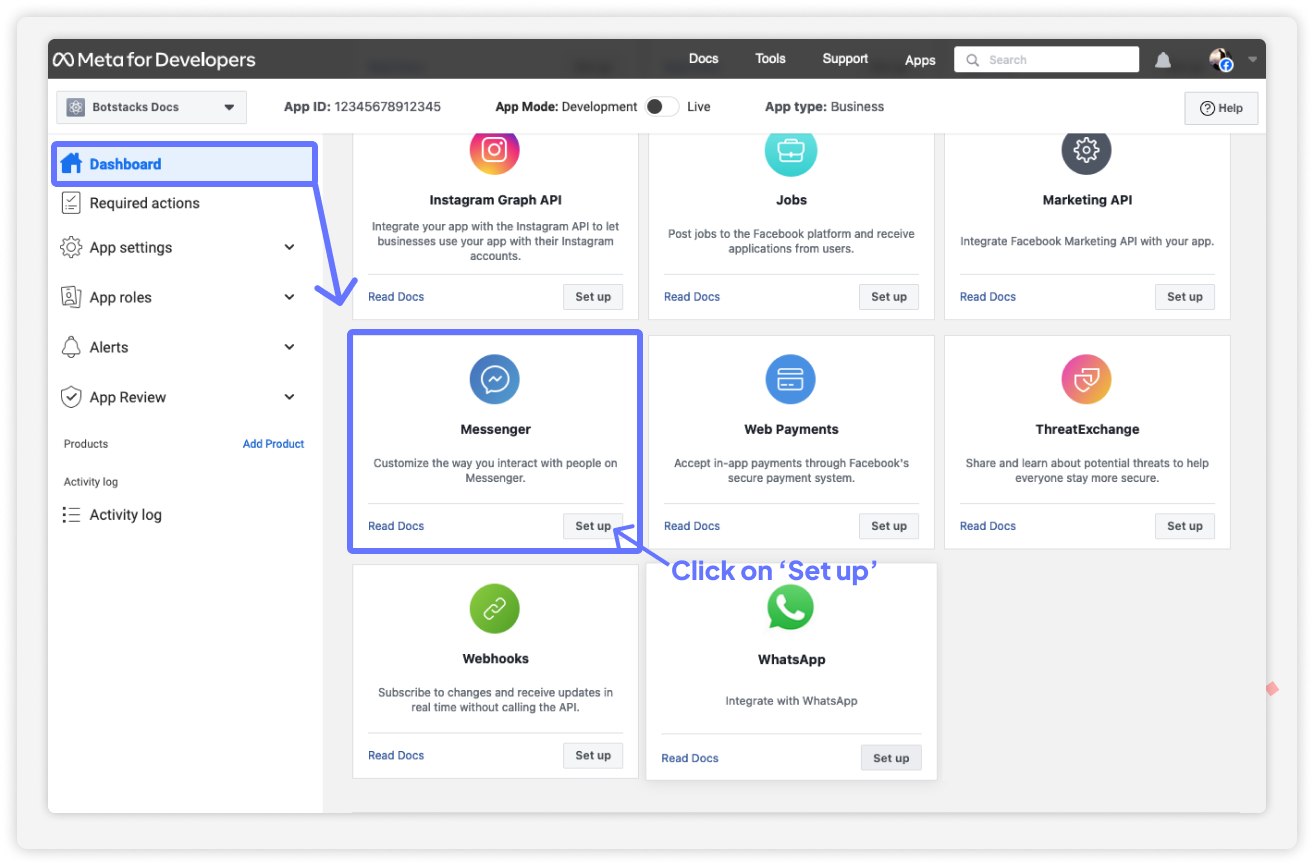 Meta for Developers
Docs
Tools
Support
Apps
Search
Botstacks Docs
App ID: 12345678912345
App Mode: Development
Live
App type: Business
Help
Dashboard
Required actions
App settings
App roles
Alerts
App Review
Products
Add Product
Activity log
Activity log
Instagram Graph API
Integrate your app with the Instagram API to let
businesses use your app with their Instagram
accounts.
Read Docs
Set up
Jobs
Post jobs to the Facebook platform and receive
applications from users.
Read Docs
Set up
Marketing API
Integrate Facebook Marketing API with your app.
Read Docs
Set up
Messenger
Customize the way you interact with people on
Messenger.
Read Docs
Set up
Web Payments
Accept in-app payments through Facebook's
secure payment system.
Read Docs
Set up
ThreatExchange
Share and learn about potential threats to help
everyone stay more secure.
Read Docs
Set up
Click on ‘Set up’
Webhooks
Subscribe to changes and receive updates in
real time without calling the API.
Read Docs
Set up
WhatsApp
Integrate with WhatsApp
Read Docs
Set up